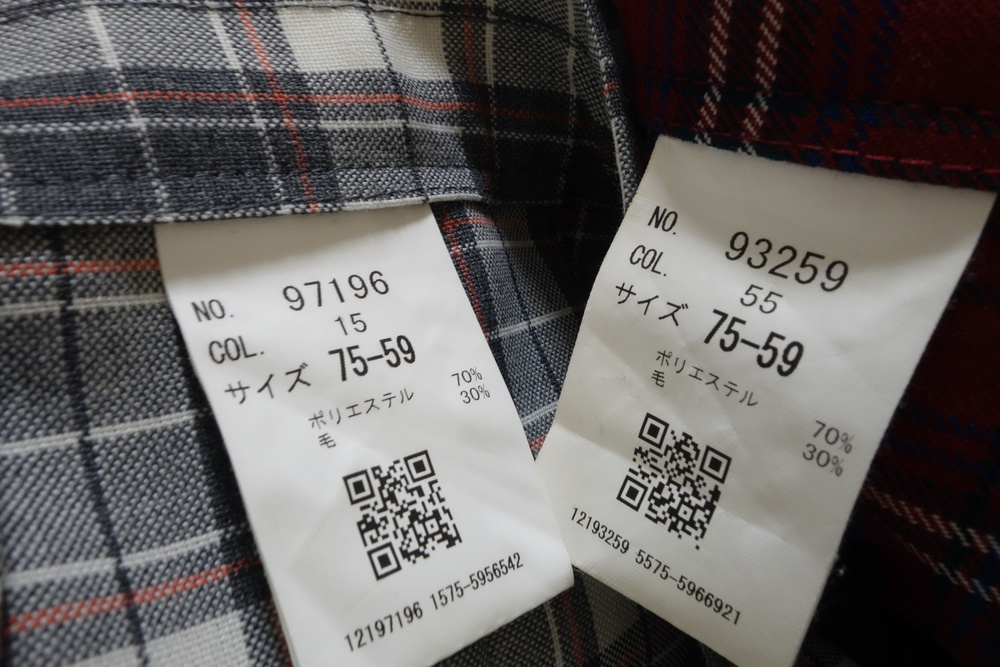 NO. 97196
COL. 15
サイズ 75-59
ポリエステル 70%
毛 30%
12197196 1575-5956542
NO. 93259
COL. 55
サイズ 75-59
ポリエステル 70%
毛 30%
12193259 5575-5966921